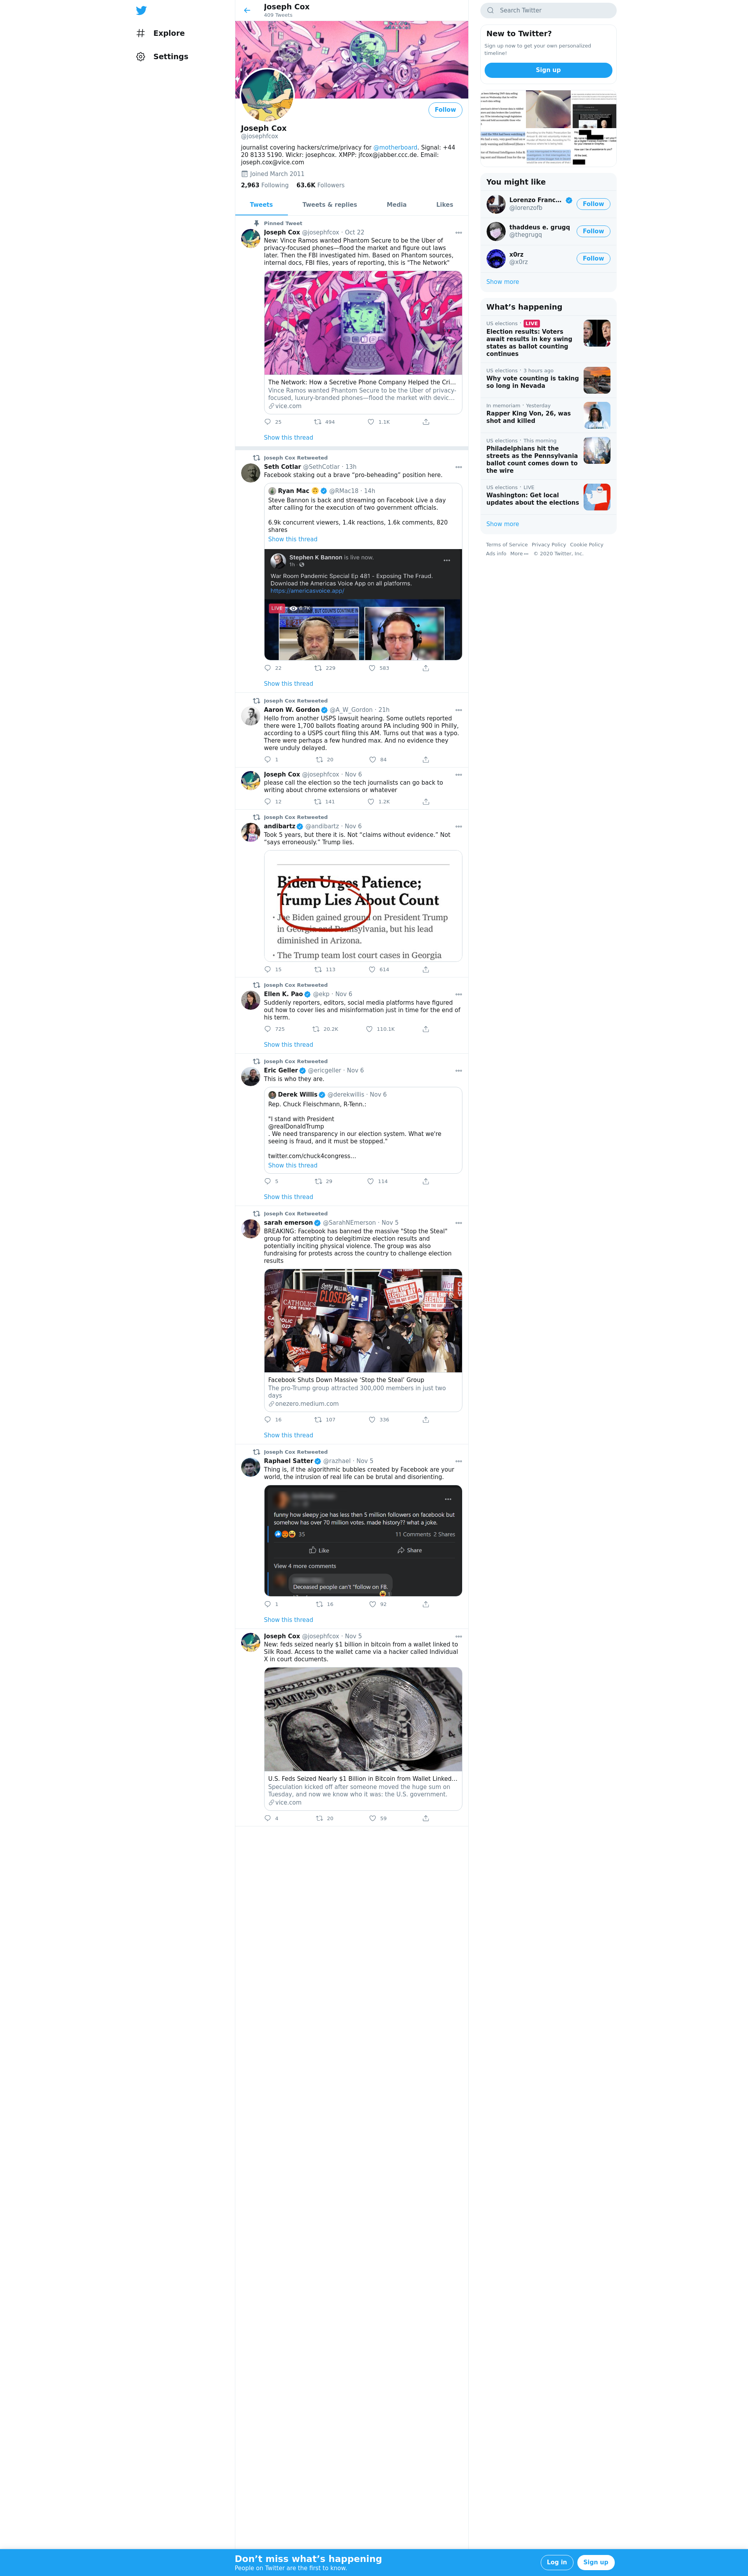 Explore
Settings
Joseph Cox
409 Tweets
Follow
Joseph Cox
@josephfcox
journalist covering hackers/crime/privacy for @motherboard, Signal: +44
20 8133 5190. Wickr: josephcox. XMPP: jfcox@jabber.ccc.de. Email:
joseph.cox@vice.com
Joined March 2011
2,963 Following 63.6K Followers
Tweets Tweets & replies Media Likes
Pinned Tweet
Joseph Cox @josephfcox · Oct 22
New: Vince Ramos wanted Phantom Secure to be the Uber of
privacy-focused phones—flood the market and figure out laws
later. Then the FBI investigated him. Based on Phantom sources,
internal docs, FBI files, years of reporting, this is "The Network"
The Network: How a Secretive Phone Company Helped the Cri...
Vince Ramos wanted Phantom Secure to be the Uber of privacy-
focused, luxury-branded phones—flood the market with devic...
vice.com
25 494 1.1K
Show this thread
Joseph Cox Retweeted
Seth Cotlar @SethCotlar · 13h
Facebook staking out a brave "pro-beheading" position here.
Ryan Mac @RMac18 · 14h
Steve Bannon is back and streaming on Facebook Live a day
after calling for the execution of two government officials.
6.9k concurrent viewers, 1.4k reactions, 1.6k comments, 820
shares
Show this thread
Stephen K Bannon is live now.
1h ·
War Room Pandemic Special Ep 481 - Exposing The Fraud.
Download the Americas Voice App on all platforms.
https://americasvoice.app/
LIVE
22 229 583
Show this thread
Joseph Cox Retweeted
Aaron W. Gordon @A_W_Gordon · 21h
Hello from another USPS lawsuit hearing. Some outlets reported
there were 1,700 ballots floating around PA including 900 in Philly,
according to a USPS court filing this AM. Turns out that was a typo.
There were perhaps a few hundred max. And no evidence they
were unduly delayed.
1 20 84
Joseph Cox @josephfcox · Nov 6
please call the election so the tech journalists can go back to
writing about chrome extensions or whatever
12 141 1.2K
Joseph Cox Retweeted
andibartz @andibartz · Nov 6
Took 5 years, but there it is. Not "claims without evidence." Not
"says erroneously." Trump lies.
Biden Urges Patience;
Trump Lies About Count
• Joe Biden gained ground on President Trump
in Georgia and Pennsylvania, but his lead
diminished in Arizona.
• The Trump team lost court cases in Georgia
15 113 614
Joseph Cox Retweeted
Ellen K. Pao @ekp · Nov 6
Suddenly reporters, editors, social media platforms have figured
out how to cover lies and misinformation just in time for the end of
his term.
725 20.2K 110.1K
Show this thread
Joseph Cox Retweeted
Eric Geller @ericgeller · Nov 6
This is who they are.
Derek Willis @derekwillis · Nov 6
Rep. Chuck Fleischmann, R-Tenn.:
"I stand with President
@realDonaldTrump
. We need transparency in our election system. What we're
seeing is fraud, and it must be stopped."
twitter.com/chuck4congress...
Show this thread
5 29 114
Show this thread
Joseph Cox Retweeted
sarah emerson @SarahNEmerson · Nov 5
BREAKING: Facebook has banned the massive "Stop the Steal"
group for attempting to delegitimize election results and
potentially inciting physical violence. The group was also
fundraising for protests across the country to challenge election
results
Facebook Shuts Down Massive 'Stop the Steal' Group
The pro-Trump group attracted 300,000 members in just two
days
onezero.medium.com
16 107 336
Show this thread
Joseph Cox Retweeted
Raphael Satter @razhael · Nov 5
Thing is, if the algorithmic bubbles created by Facebook are your
world, the intrusion of real life can be brutal and disorienting.
funny how sleepy joe has less then 5 million followers on facebook but
somehow has over 70 million votes. made history?? what a joke.
35 11 Comments 2 Shares
Like Share
View 4 more comments
Deceased people can't "follow on FB.
1 16 92
Show this thread
Joseph Cox @josephfcox · Nov 5
New: feds seized nearly $1 billion in bitcoin from a wallet linked to
Silk Road. Access to the wallet came via a hacker called Individual
X in court documents.
U.S. Feds Seized Nearly $1 Billion in Bitcoin from Wallet Linked...
Speculation kicked off after someone moved the huge sum on
Tuesday, and now we know who it was: the U.S. government.
vice.com
4 20 59
Search Twitter
New to Twitter?
Sign up now to get your own personalized
timeline!
Sign up
You might like
Lorenzo Franc...
@lorenzofb
Follow
thaddeus e. grugq
@thegrugq
Follow
x0rz
@x0rz
Follow
Show more
What's happening
US elections · LIVE
Election results: Voters
await results in key swing
states as ballot counting
continues
US elections · 3 hours ago
Why vote counting is taking
so long in Nevada
In memoriam · Yesterday
Rapper King Von, 26, was
shot and killed
US elections · This morning
Philadelphians hit the
streets as the Pennsylvania
ballot count comes down to
the wire
US elections · LIVE
Washington: Get local
updates about the elections
Show more
Terms of Service Privacy Policy Cookie Policy
Ads info More © 2020 Twitter, Inc.
Don't miss what's happening
People on Twitter are the first to know.
Log in Sign up